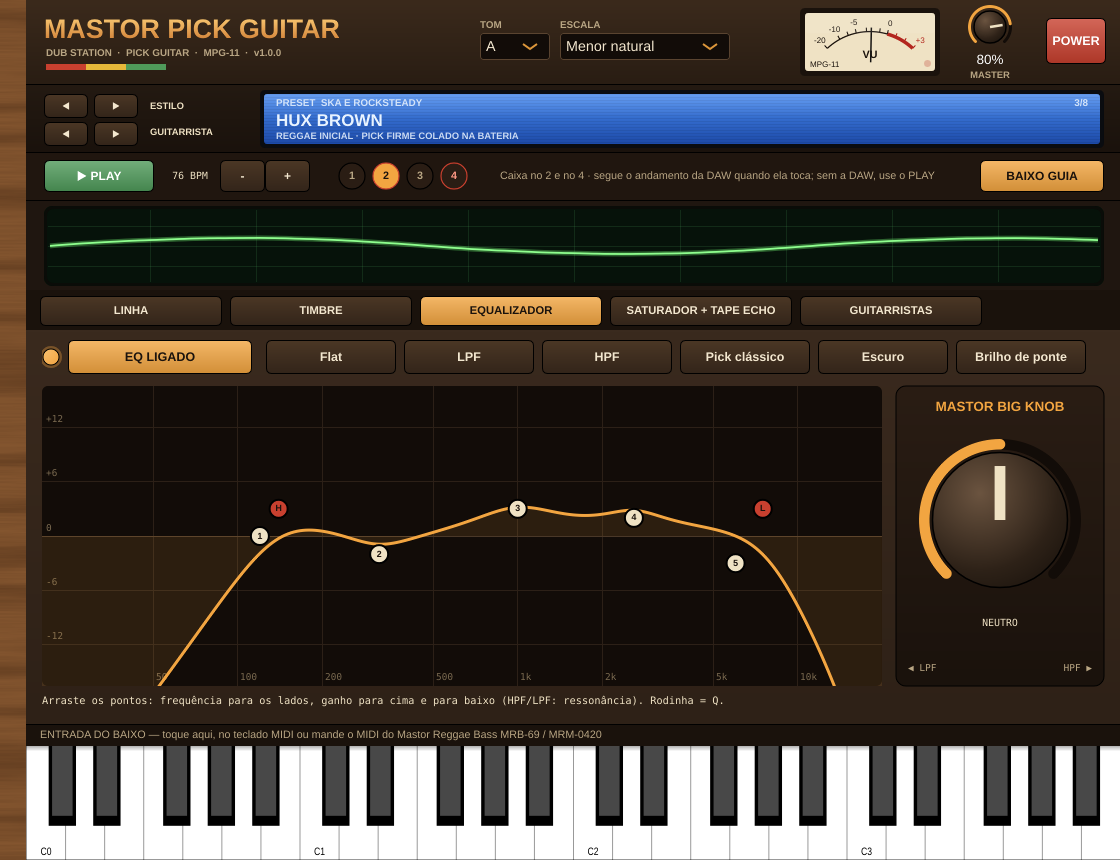 MASTOR PICK GUITAR
DUB STATION · PICK GUITAR · MPG-11 · v1.0.0
TOM
ESCALA
A
Menor natural
-20
-10
-5
0
+3
VU
MPG-11
80%
MASTER
POWER
ESTILO
GUITARRISTA
PRESET SKA E ROCKSTEADY
3/8
HUX BROWN
REGGAE INICIAL · PICK FIRME COLADO NA BATERIA
PLAY
76 BPM
-
+
1
2
3
4
Caixa no 2 e no 4 · segue o andamento da DAW quando ela toca; sem a DAW, use o PLAY
BAIXO GUIA
LINHA
TIMBRE
EQUALIZADOR
SATURADOR + TAPE ECHO
GUITARRISTAS
EQ LIGADO
Flat
LPF
HPF
Pick clássico
Escuro
Brilho de ponte
+12
+6
0
-6
-12
H
1
2
3
4
5
L
50
100
200
500
1k
2k
5k
10k
MASTOR BIG KNOB
NEUTRO
◄ LPF
HPF ►
Arraste os pontos: frequência para os lados, ganho para cima e para baixo (HPF/LPF: ressonância). Rodinha = Q.
ENTRADA DO BAIXO — toque aqui, no teclado MIDI ou mande o MIDI do Mastor Reggae Bass MRB-69 / MRM-0420
C0
C1
C2
C3